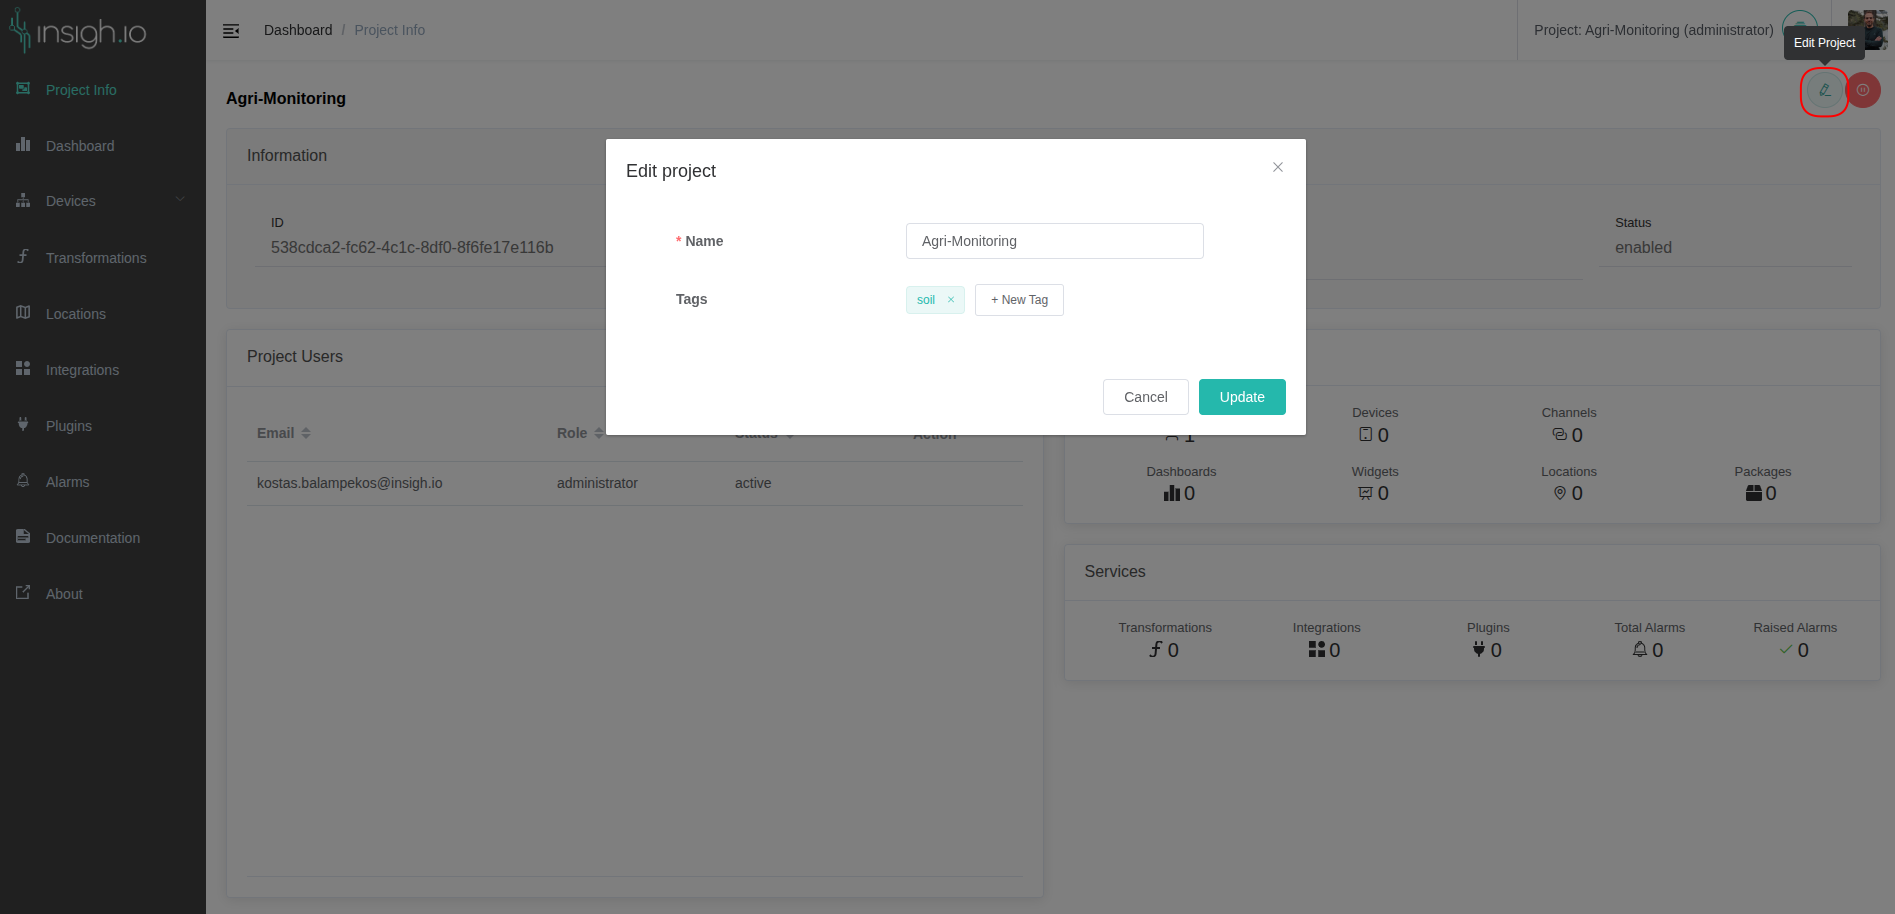 insigh.io
Dashboard / Project Info
Project: Agri-Monitoring (administrator)
Edit Project
Project Info
Dashboard
Devices
Transformations
Locations
Integrations
Plugins
Alarms
Documentation
About
Agri-Monitoring
Information
ID
538cdca2-fc62-4c1c-8df0-8f6fe17e116b
Status
enabled
Edit project
* Name
Agri-Monitoring
Tags
soil ×
+ New Tag
Cancel
Update
Project Users
Email Role Status Action
kostas.balampekos@insigh.io administrator active
Devices Channels
1 0 0
Dashboards Widgets Locations Packages
0 0 0 0
Services
Transformations Integrations Plugins Total Alarms Raised Alarms
0 0 0 0 0